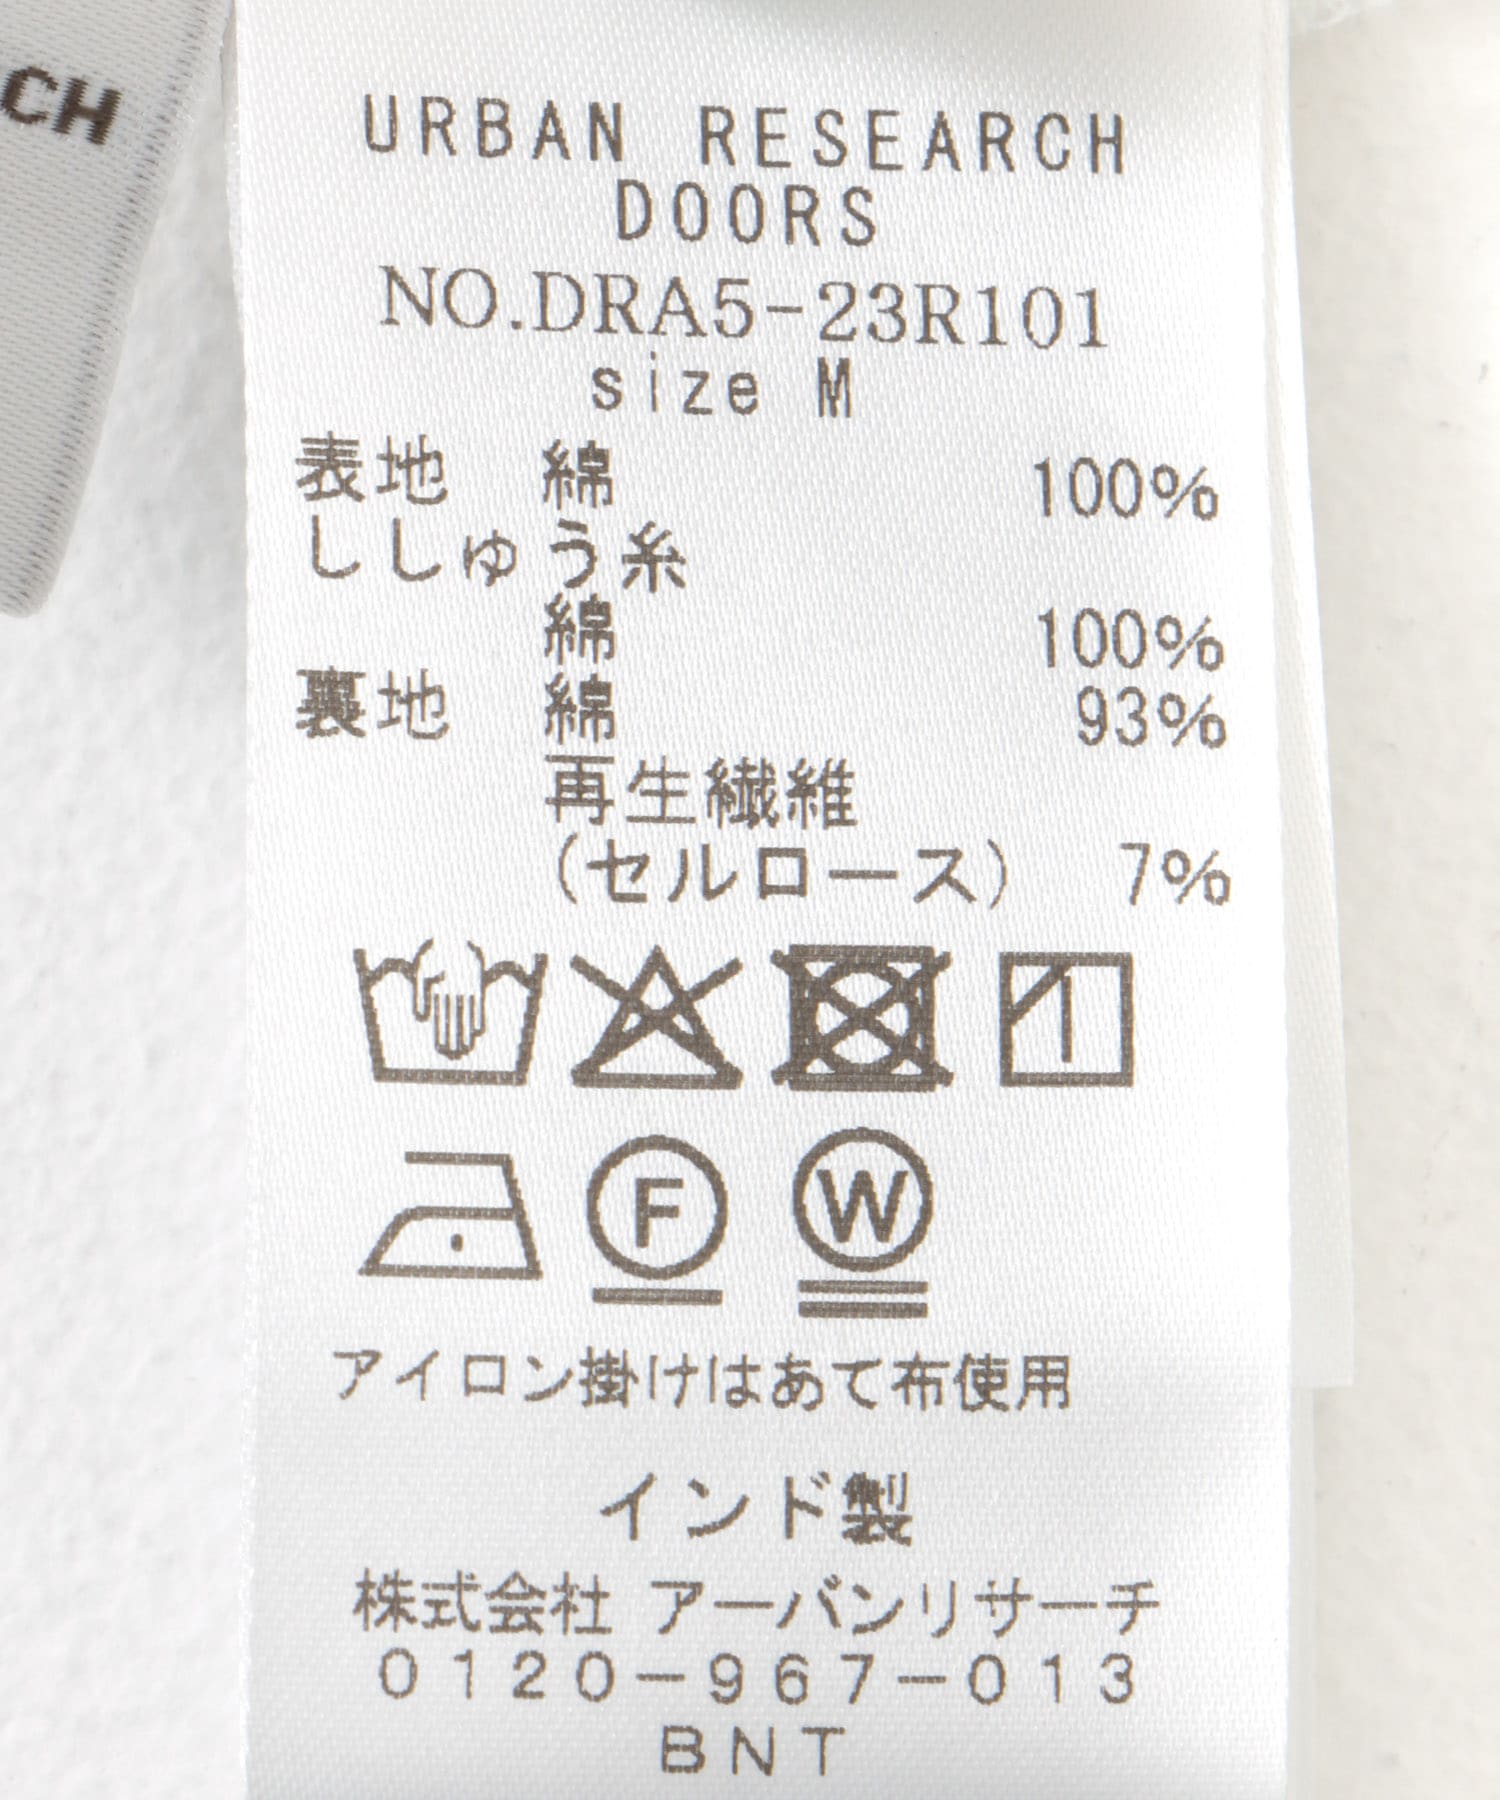 CH
URBAN RESEARCH
DOORS
NO.DRA5-23R101
size M
表地 綿 100%
ししゅう糸
綿 100%
裏地 綿 93%
再生繊維
(セルロース) 7%
F W
アイロン掛けはあて布使用
インド製
株式会社 アーバンリサーチ
0120-967-013
BNT